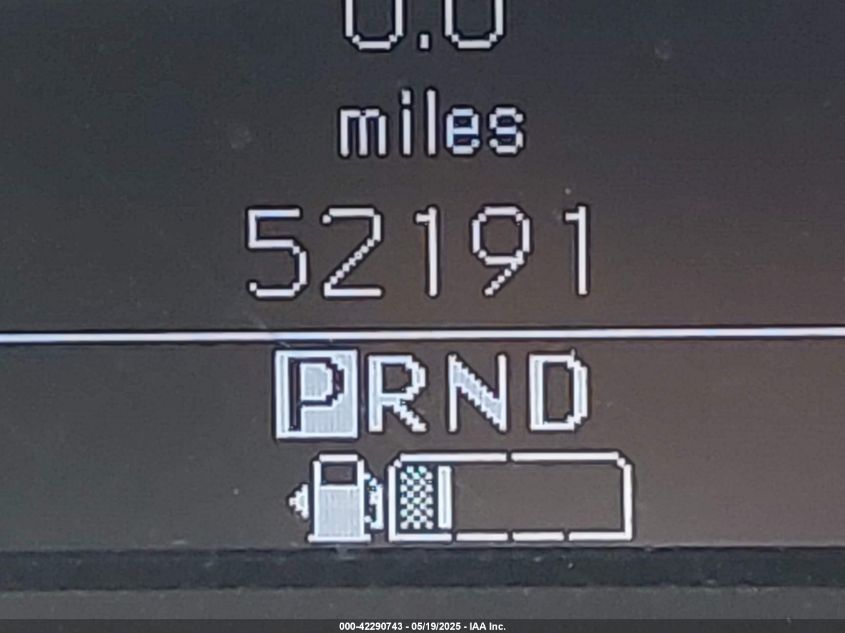 0.0
miles
52191
PRND
000-42290743 - 05/19/2025 - IAA Inc.